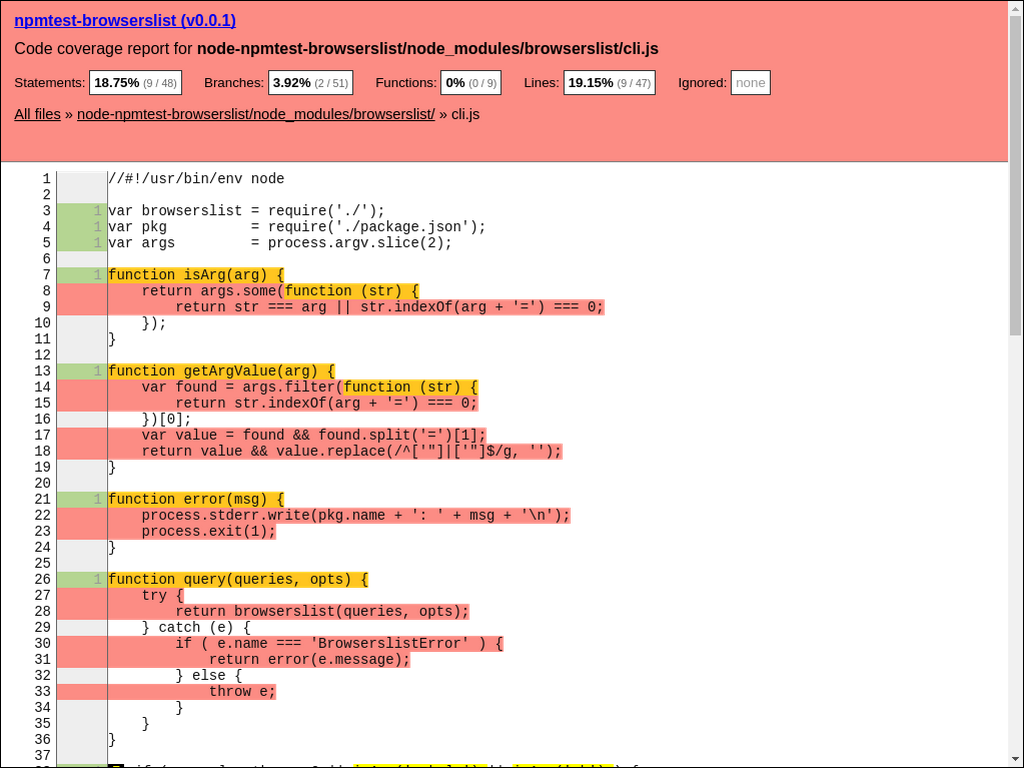 npmtest-browserslist (v0.0.1)
Code coverage report for node-npmtest-browserslist/node_modules/browserslist/cli.js
Statements: 18.75% (9 / 48) Branches: 3.92% (2 / 51) Functions: 0% (0 / 9) Lines: 19.15% (9 / 47) Ignored: none
All files » node-npmtest-browserslist/node_modules/browserslist/ » cli.js
1 //#!/usr/bin/env node
2
3 1 var browserslist = require('./');
4 1 var pkg          = require('./package.json');
5 1 var args         = process.argv.slice(2);
6
7 1 function isArg(arg) {
8     return args.some(function (str) {
9         return str === arg || str.indexOf(arg + '=') === 0;
10     });
11 }
12
13 1 function getArgValue(arg) {
14     var found = args.filter(function (str) {
15         return str.indexOf(arg + '=') === 0;
16     })[0];
17     var value = found && found.split('=')[1];
18     return value && value.replace(/^['"]|['"]$/g, '');
19 }
20
21 1 function error(msg) {
22     process.stderr.write(pkg.name + ': ' + msg + '\n');
23     process.exit(1);
24 }
25
26 1 function query(queries, opts) {
27     try {
28         return browserslist(queries, opts);
29     } catch (e) {
30         if ( e.name === 'BrowserslistError' ) {
31             return error(e.message);
32         } else {
33             throw e;
34         }
35     }
36 }
37